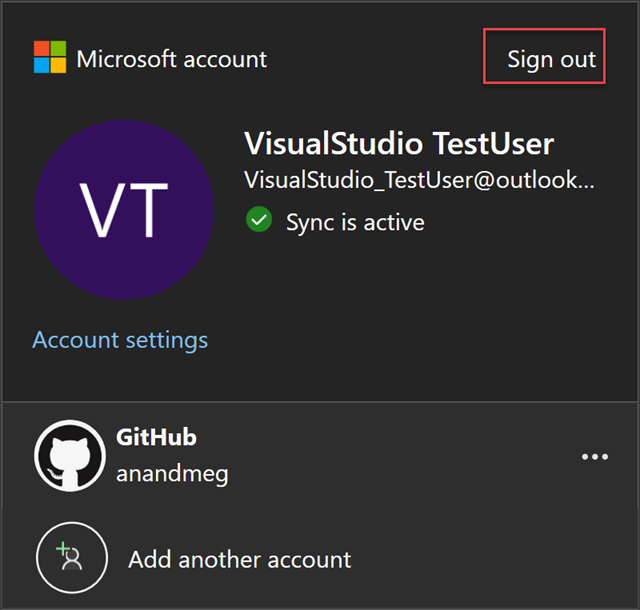 Microsoft account
Sign out
VT
VisualStudio TestUser
VisualStudio_TestUser@outlook...
Sync is active
Account settings
GitHub
anandmeg
Add another account